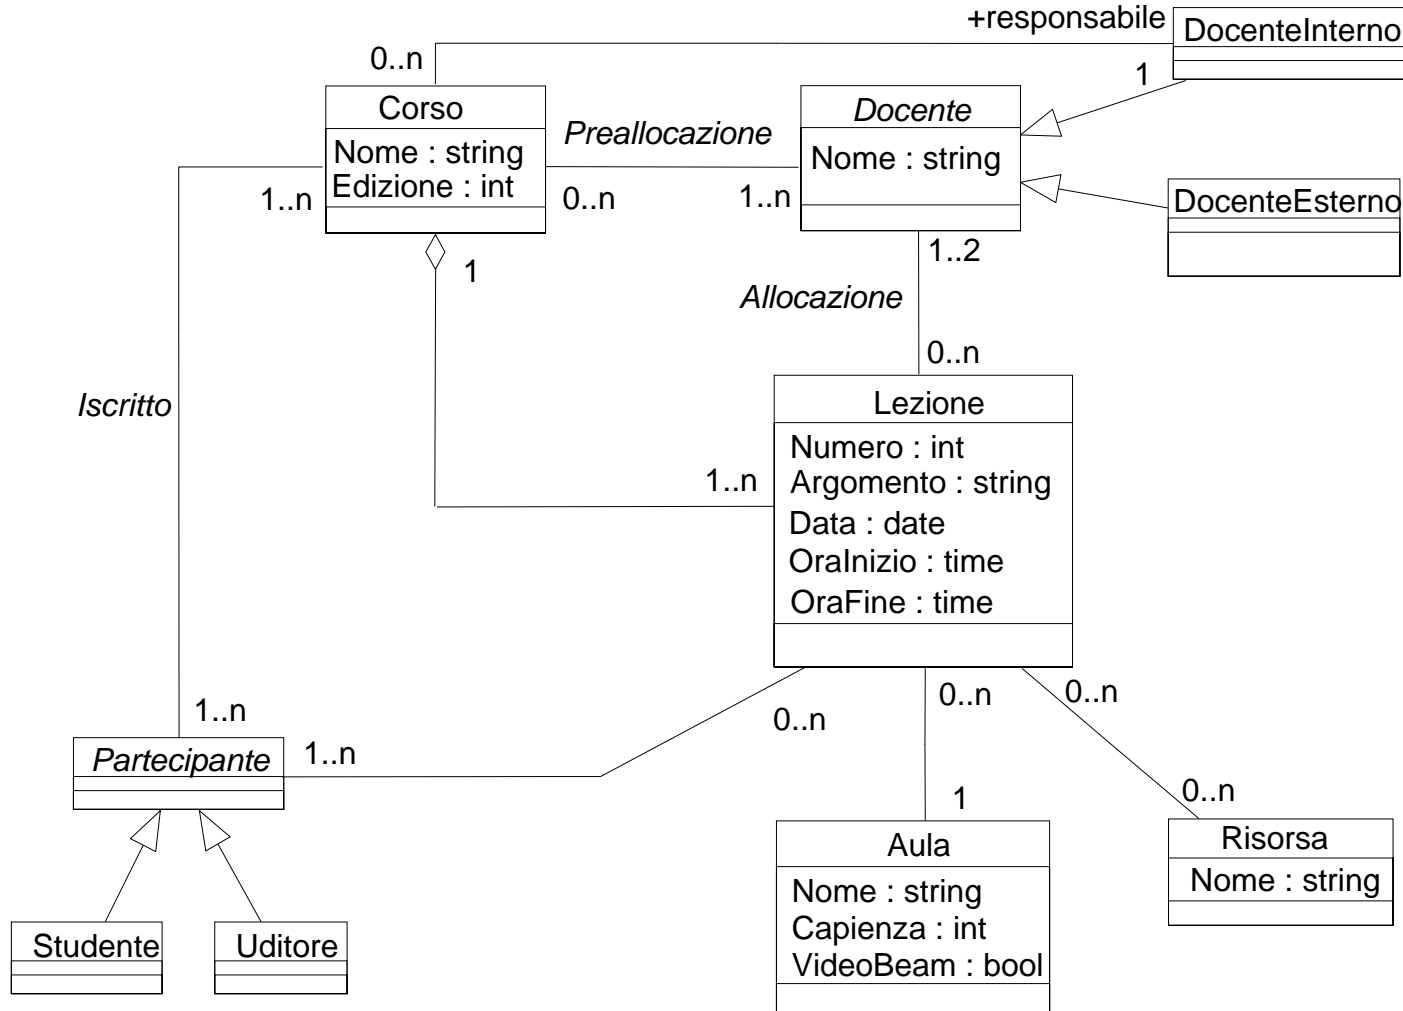 +responsabile
DocenteInterno
0..n
1
Corso
Docente
Preallocazione
Nome : string
Edizione : int
Nome : string
1..n
0..n
1..n
DocenteEsterno
1
1..2
Allocazione
0..n
Iscritto
Lezione
Numero : int
Argomento : string
Data : date
OraInizio : time
OraFine : time
1..n
1..n
0..n
0..n
0..n
Partecipante
1..n
1
0..n
Aula
Nome : string
Capienza : int
VideoBeam : bool
Risorsa
Nome : string
Studente
Uditore